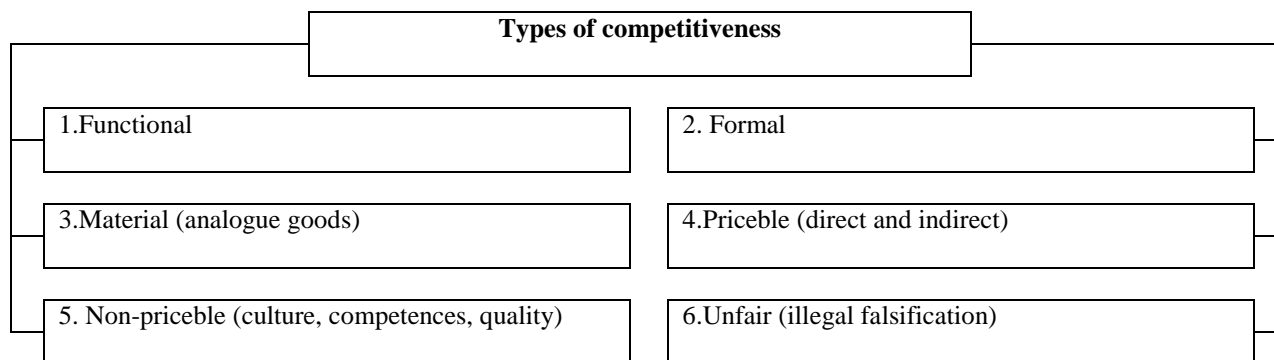 Types of competitiveness
1.Functional
2. Formal
3.Material (analogue goods)
4.Priceble (direct and indirect)
5. Non-priceble (culture, competences, quality)
6.Unfair (illegal falsification)